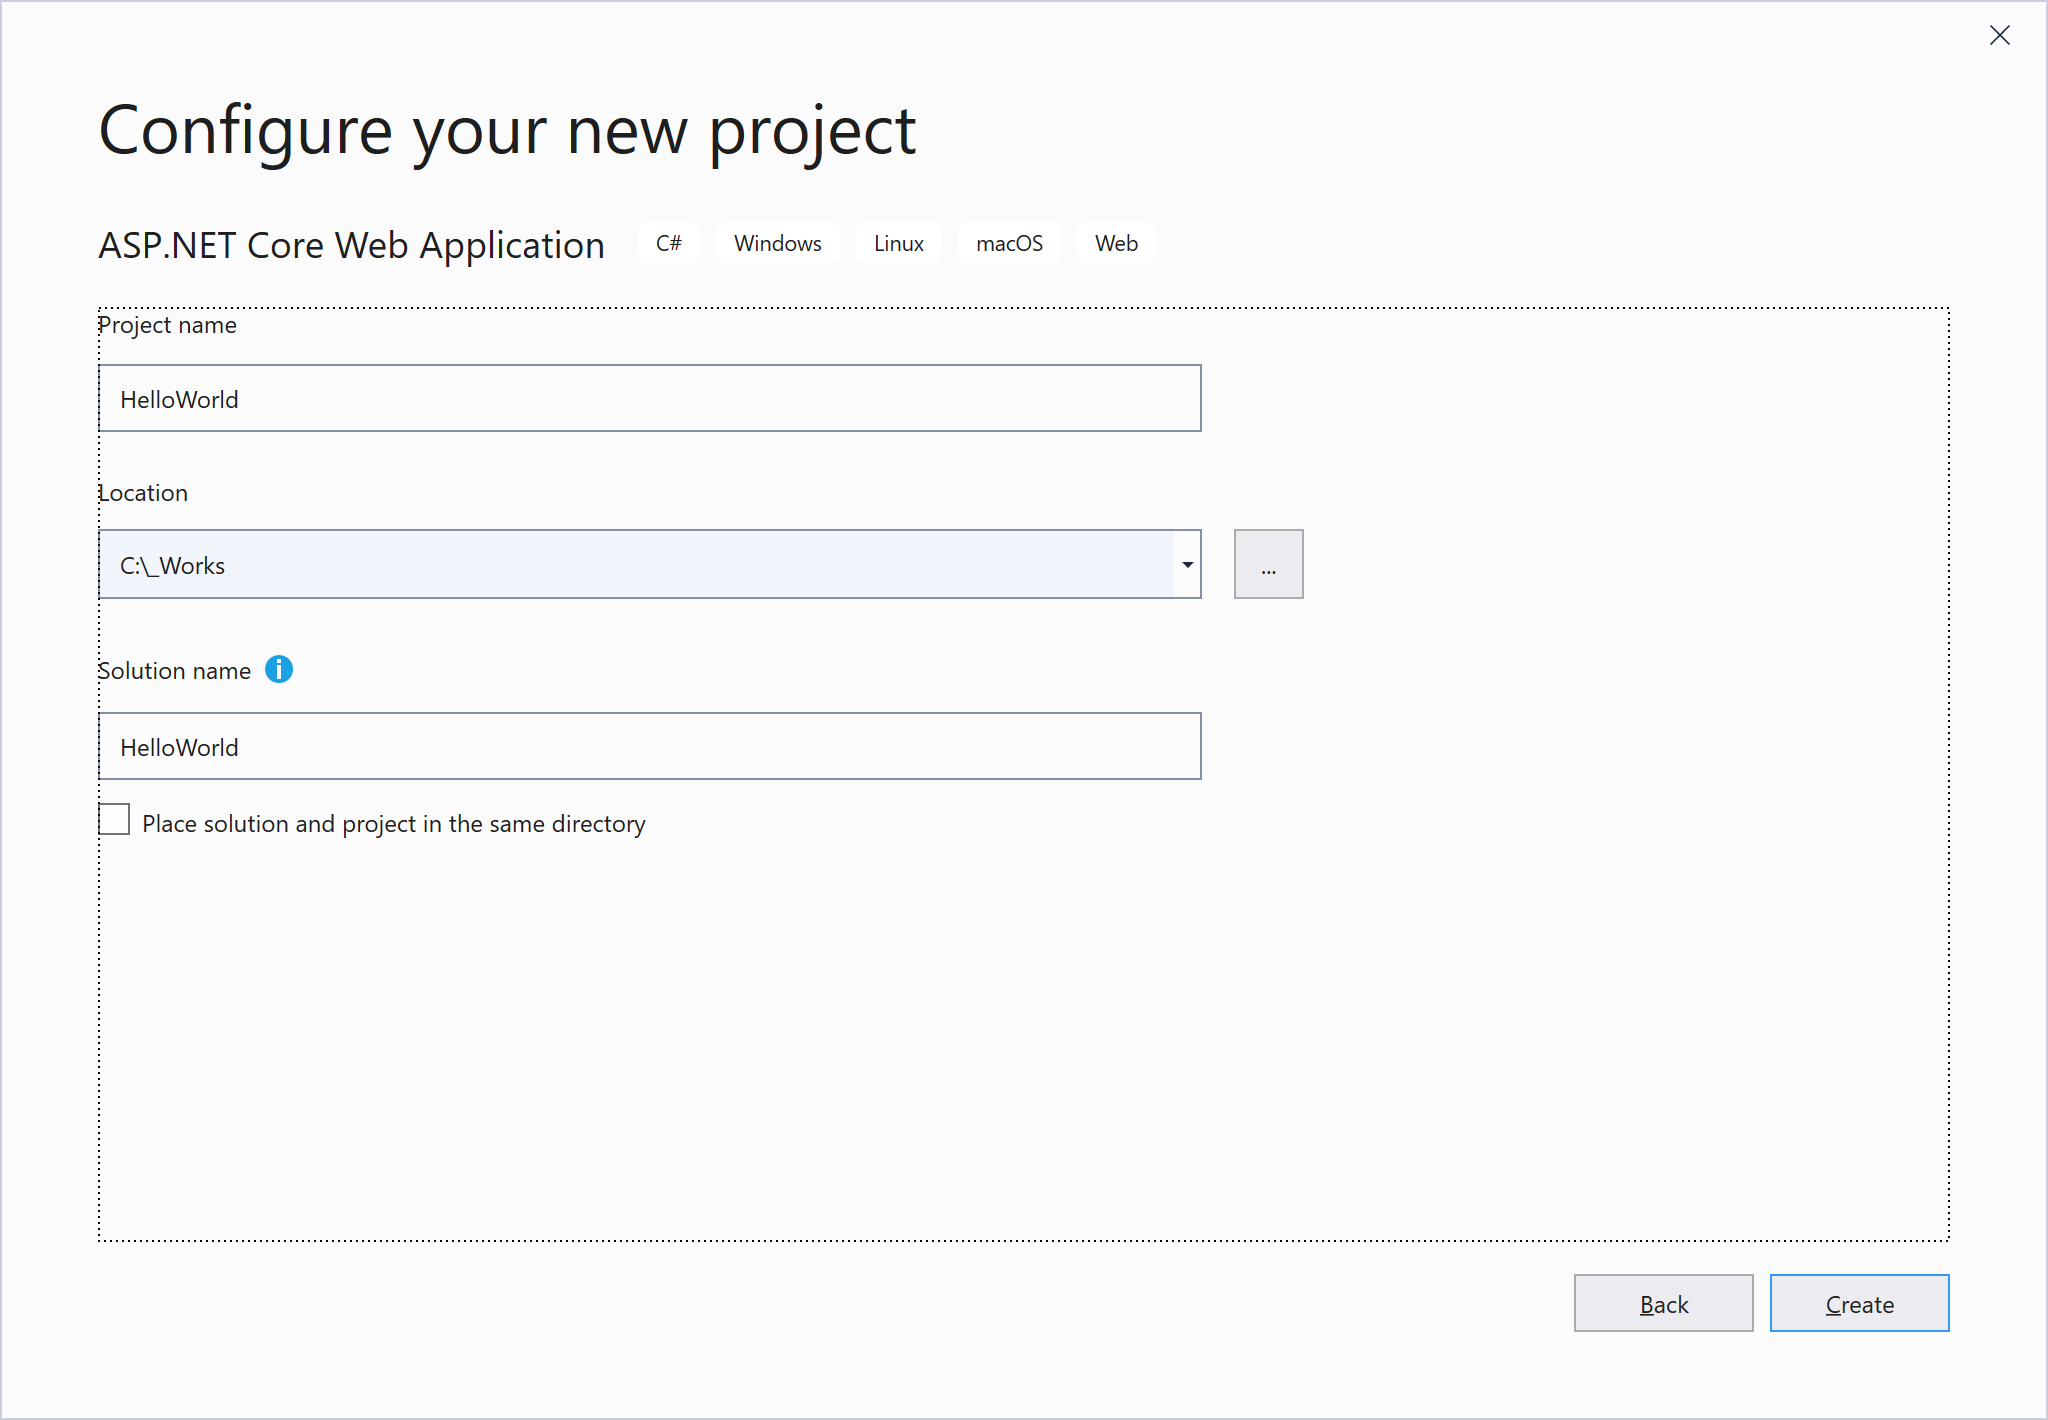 Configure your new project
ASP.NET Core Web Application C# Windows Linux macOS Web
Project name
HelloWorld
Location
C:\_Works
...
Solution name
HelloWorld
Place solution and project in the same directory
Back Create